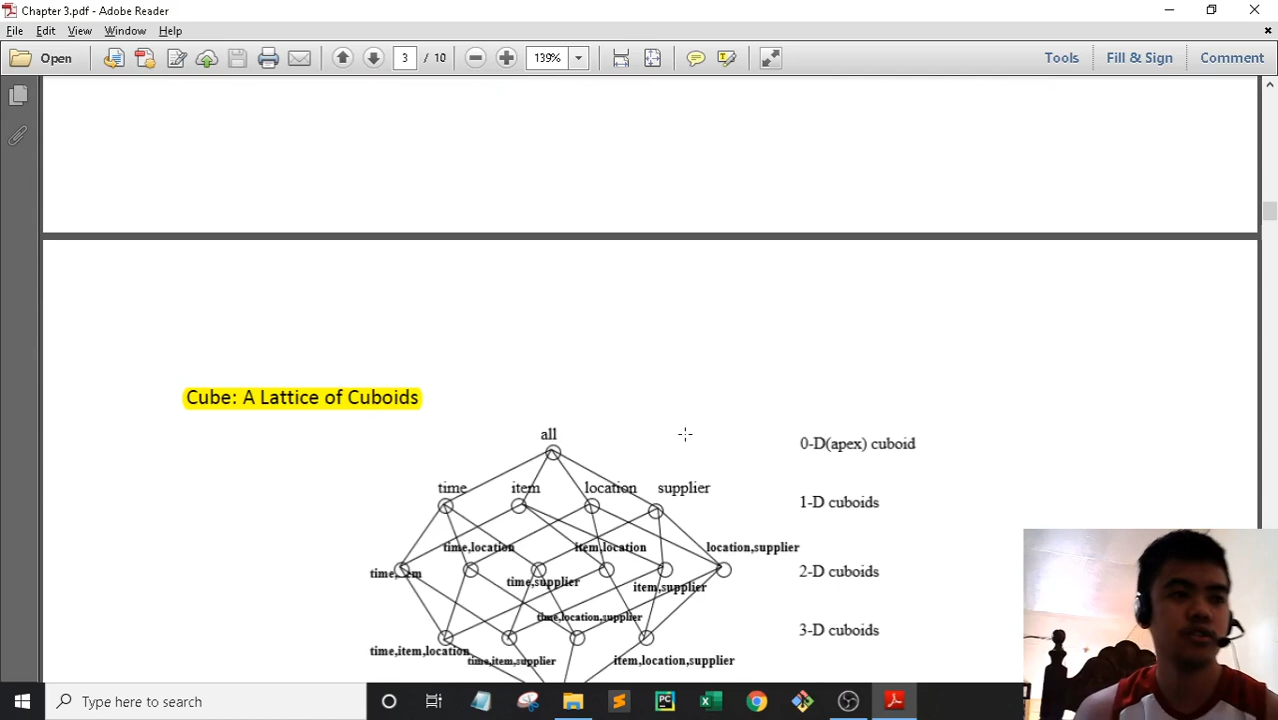 Chapter 3.pdf - Adobe Reader
File Edit View Window Help
Open 3 / 10 139% Tools Fill & Sign Comment
Cube: A Lattice of Cuboids
all
0-D(apex) cuboid
time item location supplier
1-D cuboids
time,location item,location location,supplier
time,item time,supplier item,supplier
2-D cuboids
time,location,supplier
3-D cuboids
time,item,location time,item,supplier item,location,supplier
Type here to search